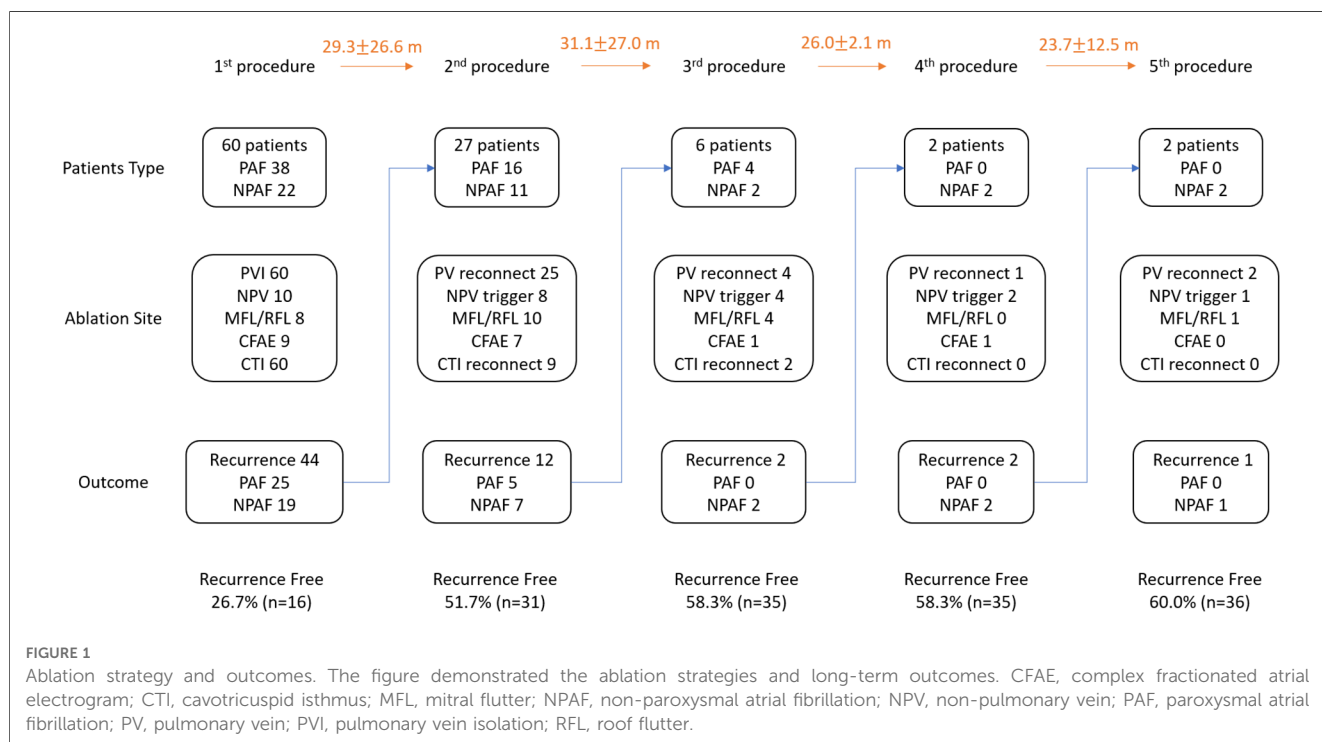 29.3±26.6 m
31.1±27.0 m
26.0±2.1 m
23.7±12.5 m
1st procedure
2nd procedure
3rd procedure
4th procedure
5th procedure
Patients Type
60 patients
PAF 38
NPAF 22
27 patients
PAF 16
NPAF 11
6 patients
PAF 4
NPAF 2
2 patients
PAF 0
NPAF 2
2 patients
PAF 0
NPAF 2
Ablation Site
PVI 60
NPV 10
MFL/RFL 8
CFAE 9
CTI 60
PV reconnect 25
NPV trigger 8
MFL/RFL 10
CFAE 7
CTI reconnect 9
PV reconnect 4
NPV trigger 4
MFL/RFL 4
CFAE 1
CTI reconnect 2
PV reconnect 1
NPV trigger 2
MFL/RFL 0
CFAE 1
CTI reconnect 0
PV reconnect 2
NPV trigger 1
MFL/RFL 1
CFAE 0
CTI reconnect 0
Outcome
Recurrence 44
PAF 25
NPAF 19
Recurrence 12
PAF 5
NPAF 7
Recurrence 2
PAF 0
NPAF 2
Recurrence 2
PAF 0
NPAF 2
Recurrence 1
PAF 0
NPAF 1
Recurrence Free
26.7% (n=16)
Recurrence Free
51.7% (n=31)
Recurrence Free
58.3% (n=35)
Recurrence Free
58.3% (n=35)
Recurrence Free
60.0% (n=36)
FIGURE 1
Ablation strategy and outcomes. The figure demonstrated the ablation strategies and long-term outcomes. CFAE, complex fractionated atrial
electrogram; CTI, cavotricuspid isthmus; MFL, mitral flutter; NPAF, non-paroxysmal atrial fibrillation; NPV, non-pulmonary vein; PAF, paroxysmal atrial
fibrillation; PV, pulmonary vein; PVI, pulmonary vein isolation; RFL, roof flutter.